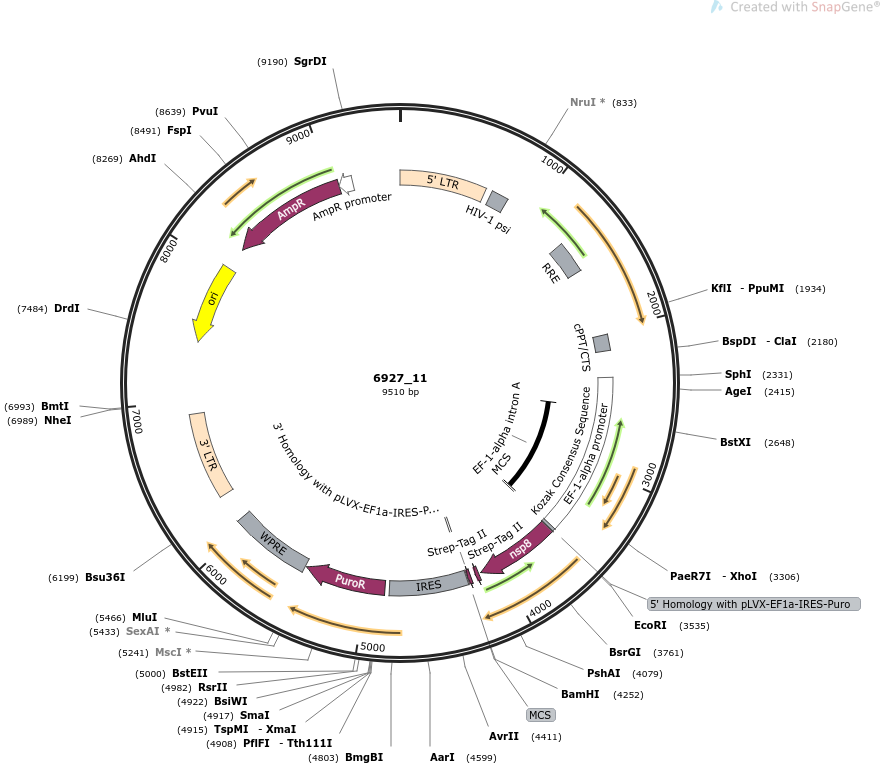 Created with SnapGene®
(9190) SgrDI
NruI * (833)
(8639) PvuI
(8491) FspI
(8269) AhdI
9000
1000
5' LTR
HIV-1 psi
AmpR promoter
AmpR
RRE
8000
2000
ori
KflI - PpuMI (1934)
(7484) DrdI
cPPT/CTS
BspDI - ClaI (2180)
SphI (2331)
AgeI (2415)
6927_11
9510 bp
(6993) BmtI
(6989) NheI
7000
BstXI (2648)
EF-1-alpha intron A
MCS
Kozak Consensus Sequence
EF-1-alpha promoter
3' LTR
3' Homology with pLVX-EF1a-IRES-P...
3000
Strep-Tag II
Strep-Tag II
nsp8
WPRE
PuroR
IRES
6000
5000
4000
(6199) Bsu36I
PaeR7I - XhoI (3306)
5' Homology with pLVX-EF1a-IRES-Puro
EcoRI (3535)
(5466) MluI
(5433) SexAI *
(5241) MscI *
BsrGI (3761)
(5000) BstEII
PshAI (4079)
(4982) RsrII
BamHI (4252)
(4922) BsiWI
(4917) SmaI
MCS
(4915) TspMI - XmaI
AvrII (4411)
(4908) PflFI - Tth111I
(4803) BmgBI
AarI (4599)